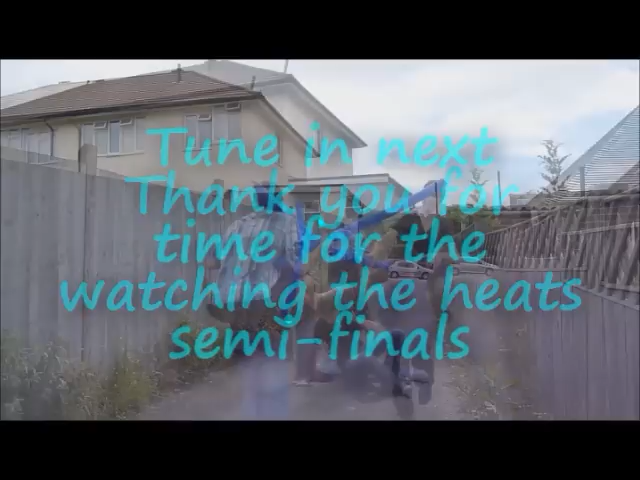 Tune in next
Thank you for
time for the
watching the heats
semi-finals